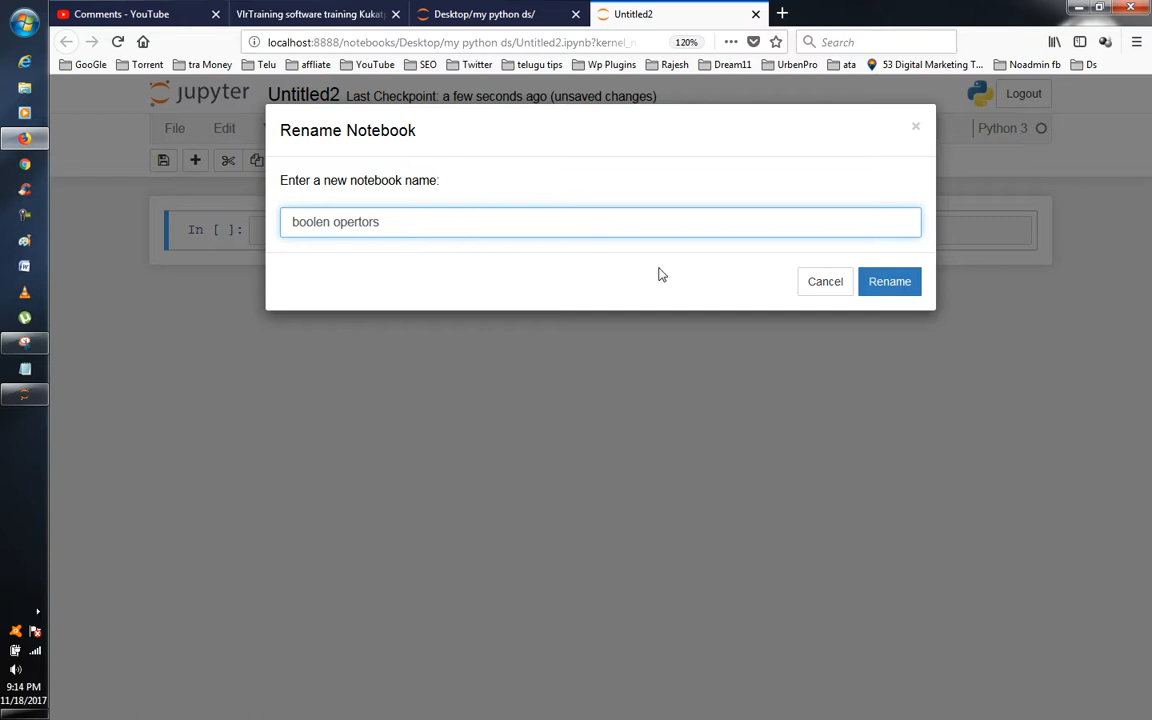 Comments - YouTube
VlrTraining software training Kukatp
Desktop/my python ds/
Untitled2
localhost:8888/notebooks/Desktop/my python ds/Untitled2.ipynb?kernel_n
120%
Search
GooGle
Torrent
tra Money
Telu
affliate
YouTube
SEO
Twitter
telugu tips
Wp Plugins
Rajesh
Dream11
UrbenPro
ata
53 Digital Marketing T...
Noadmin fb
Ds
jupyter
Untitled2 Last Checkpoint: a few seconds ago (unsaved changes)
Logout
File
Edit
Python 3
Rename Notebook
Enter a new notebook name:
boolen opertors
Cancel
Rename
In [ ]:
9:14 PM
11/18/2017